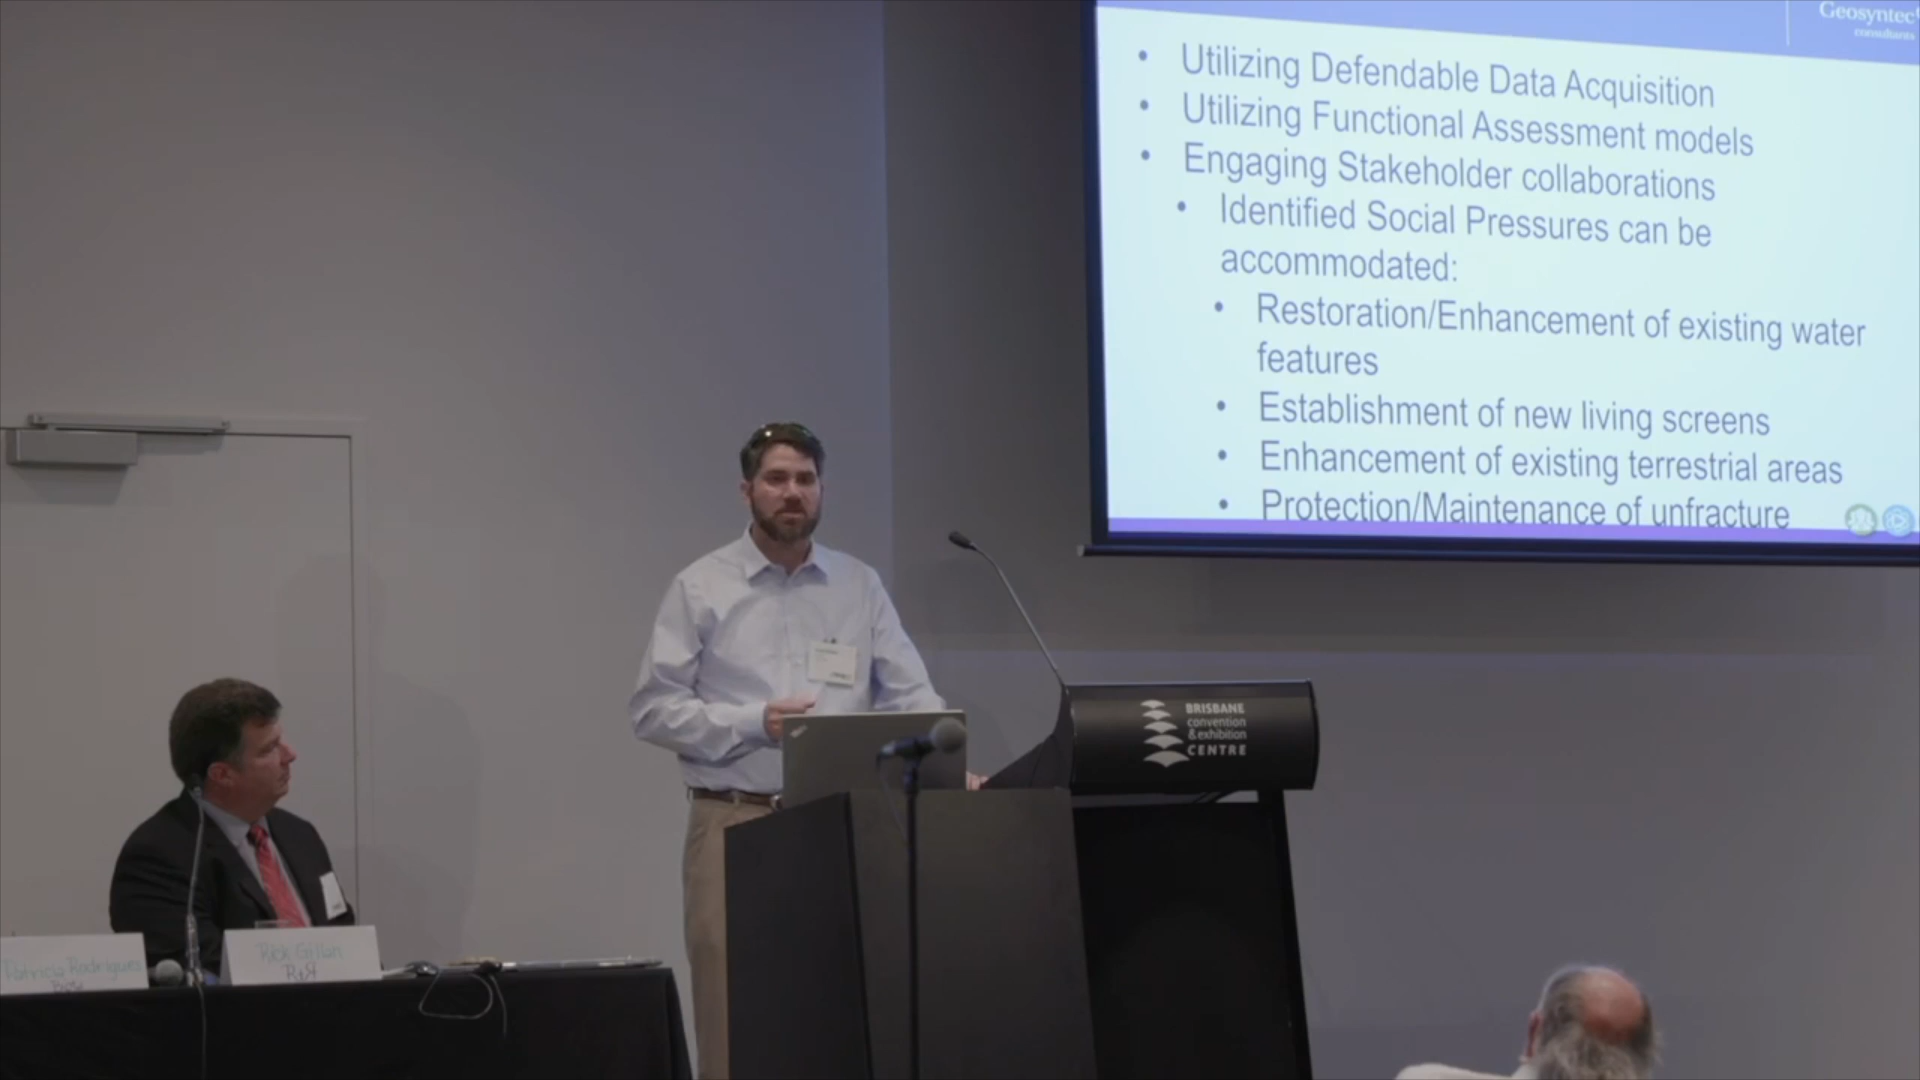 Geosyntec
consultants
• Utilizing Defendable Data Acquisition
• Utilizing Functional Assessment models
• Engaging Stakeholder collaborations
• Identified Social Pressures can be
accommodated:
• Restoration/Enhancement of existing water
features
• Establishment of new living screens
• Enhancement of existing terrestrial areas
• Protection/Maintenance of unfracture
BRISBANE
convention
& exhibition
CENTRE
Patricia Rodrigues
Rick Gillan